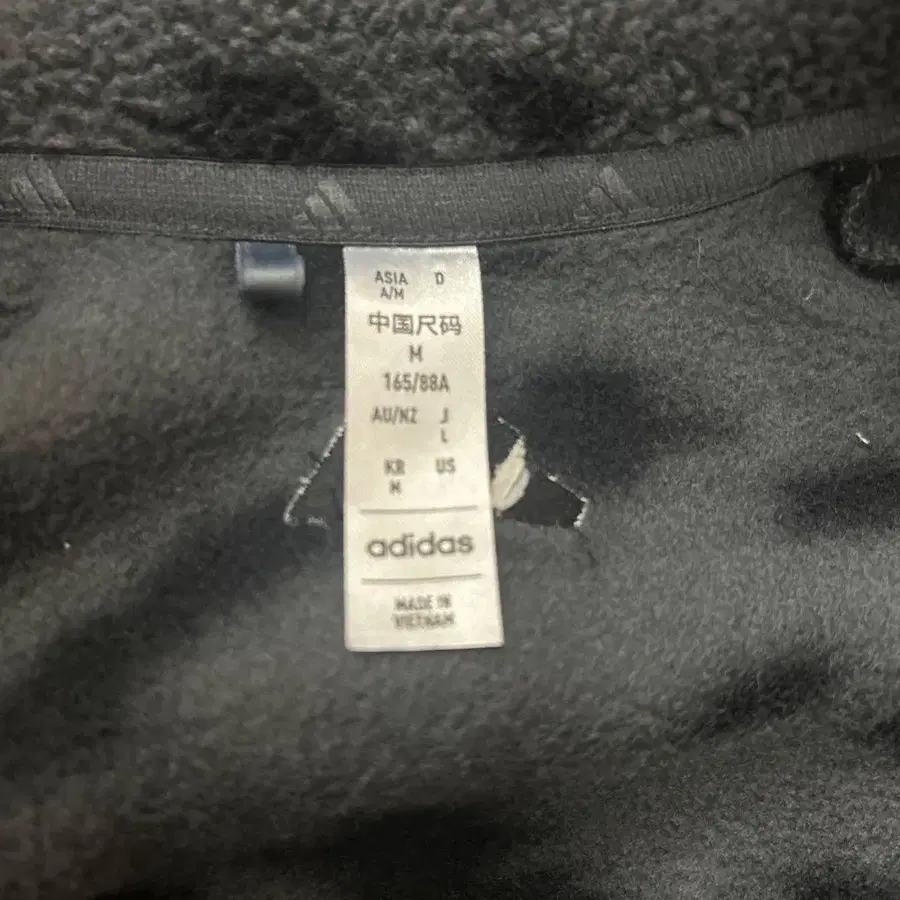 ASIA D
A/M
中国尺码
M
165/88A
AU/NZ J
L
KR US
M
adidas
MADE IN
VIETNAM